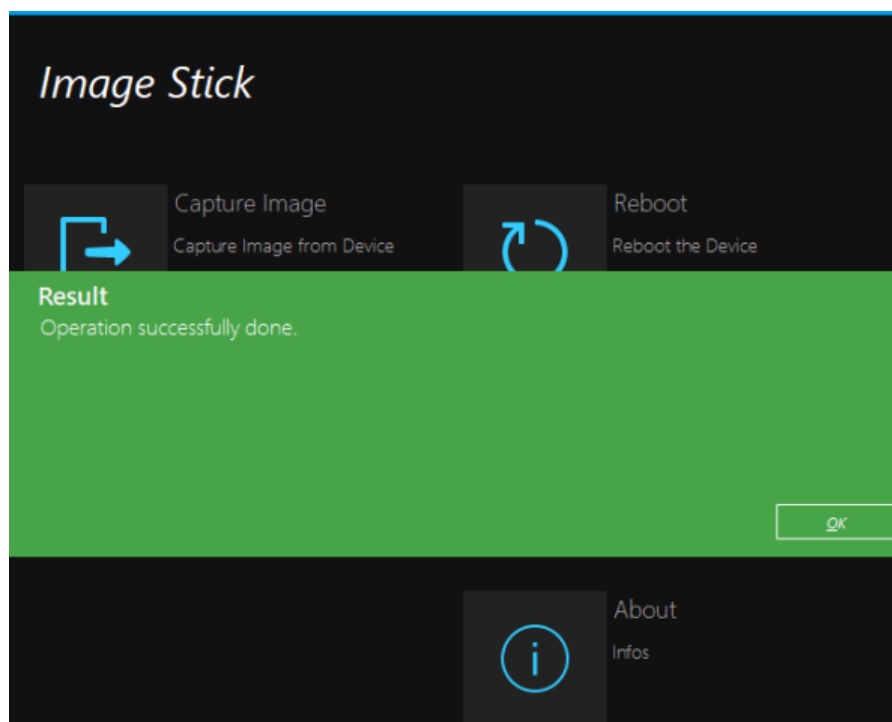 Image Stick
Capture Image
Capture Image from Device
Reboot
Reboot the Device
Result
Operation successfully done.
OK
About
Infos